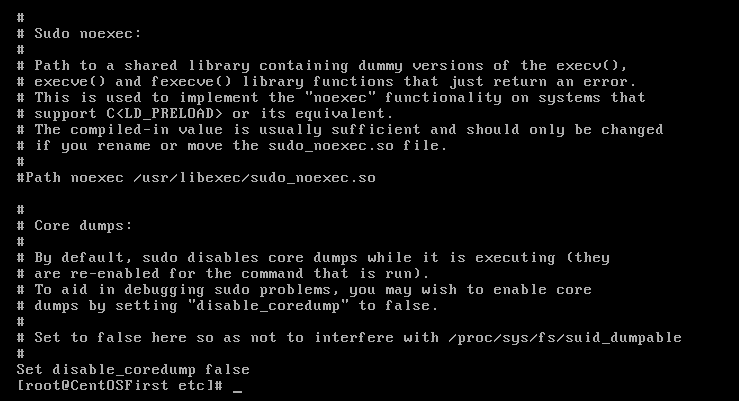 #
# Sudo noexec:
#
# Path to a shared library containing dummy versions of the execv(),
# execve() and fexecve() library functions that just return an error.
# This is used to implement the "noexec" functionality on systems that
# support C<LD_PRELOAD> or its equivalent.
# The compiled-in value is usually sufficient and should only be changed
# if you rename or move the sudo_noexec.so file.
#
#Path noexec /usr/libexec/sudo_noexec.so
#
# Core dumps:
#
# By default, sudo disables core dumps while it is executing (they
# are re-enabled for the command that is run).
# To aid in debugging sudo problems, you may wish to enable core
# dumps by setting "disable_coredump" to false.
#
# Set to false here so as not to interfere with /proc/sys/fs/suid_dumpable
#
Set disable_coredump false
[root@CentOSFirst etc]# _